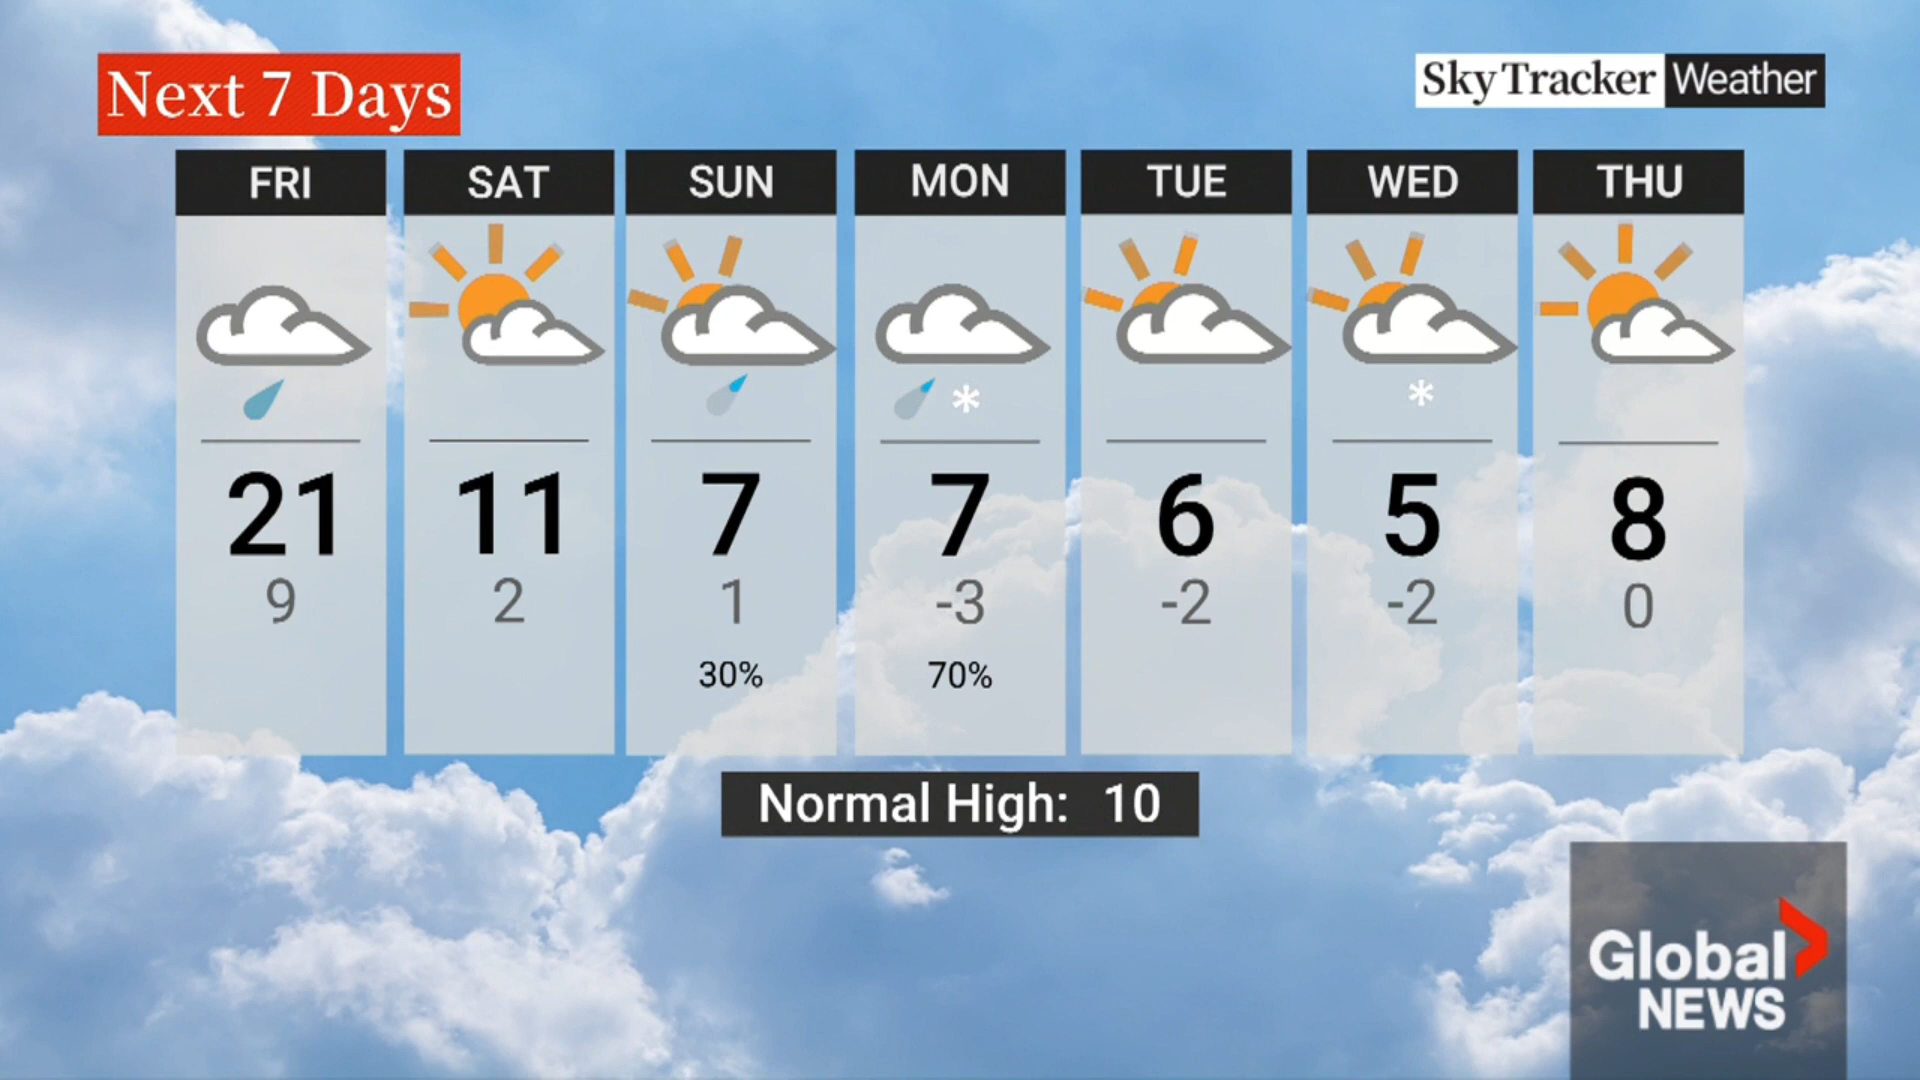 Next 7 Days
SkyTracker Weather
FRI SAT SUN MON TUE WED THU
21 11 7 7 6 5 8
9 2 1 -3 -2 -2 0
30% 70%
Normal High: 10
Global
NEWS